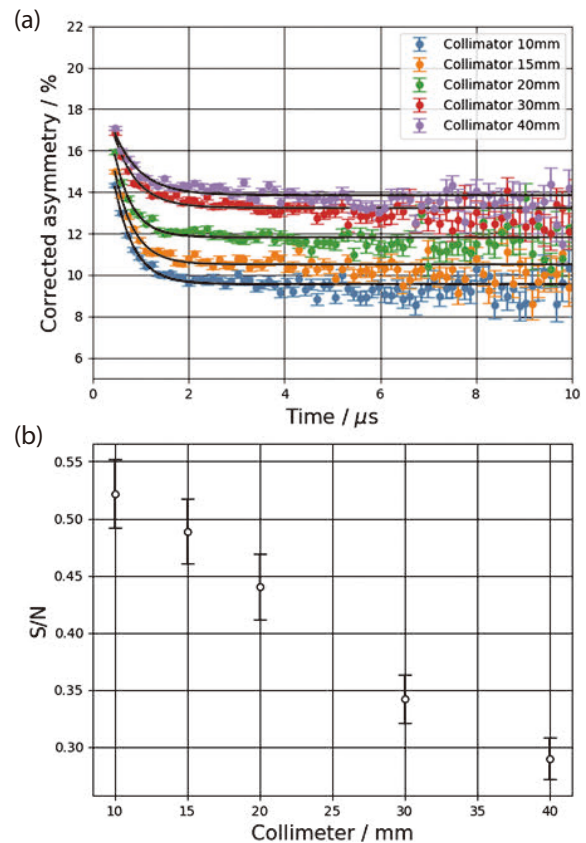 (a)
22
20
18
16
14
12
10
8
6
Corrected asymmetry / %
Collimator 10mm
Collimator 15mm
Collimator 20mm
Collimator 30mm
Collimator 40mm
0 2 4 6 8 10
Time / μs
(b)
0.55
0.50
0.45
0.40
0.35
0.30
S/N
10 15 20 25 30 35 40
Collimeter / mm